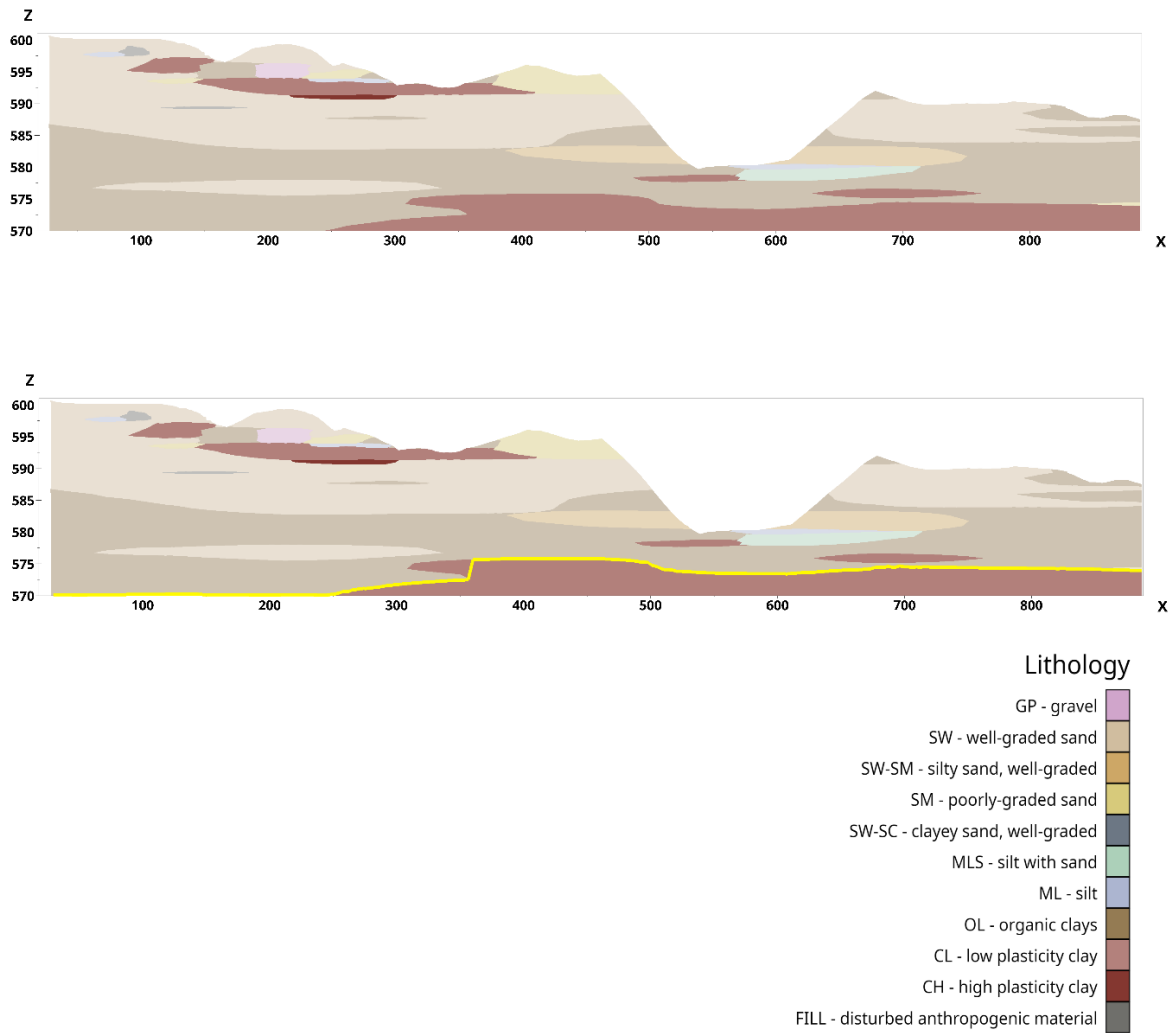 Z
600
595
590
585
580
575
570
100 200 300 400 500 600 700 800 X
Z
600
595
590
585
580
575
570
100 200 300 400 500 600 700 800 X
Lithology
GP - gravel
SW - well-graded sand
SW-SM - silty sand, well-graded
SM - poorly-graded sand
SW-SC - clayey sand, well-graded
MLS - silt with sand
ML - silt
OL - organic clays
CL - low plasticity clay
CH - high plasticity clay
FILL - disturbed anthropogenic material